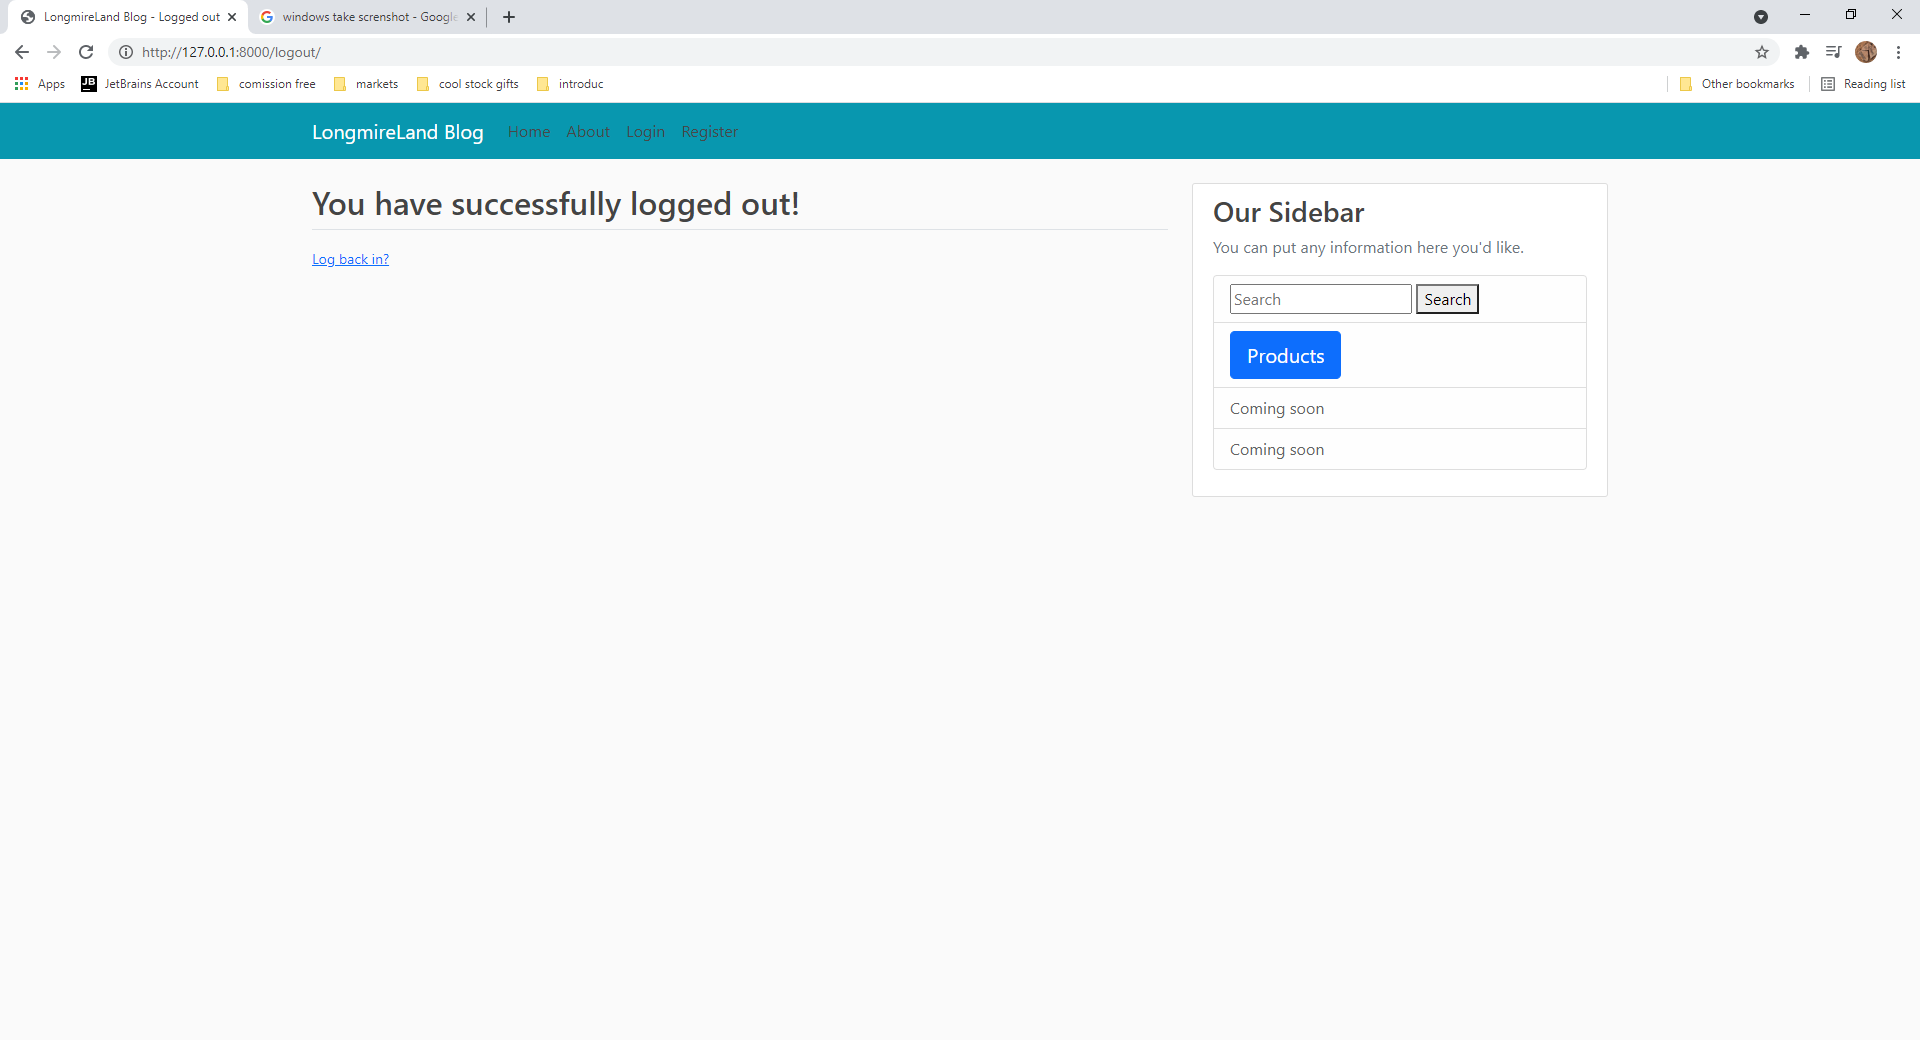 LongmireLand Blog - Logged out
windows take screnshot - Google
http://127.0.0.1:8000/logout/
Apps
JetBrains Account
comission free
markets
cool stock gifts
introduc
Other bookmarks
Reading list
LongmireLand Blog Home About Login Register
You have successfully logged out!
Log back in?
Our Sidebar
You can put any information here you'd like.
Search Search
Products
Coming soon
Coming soon